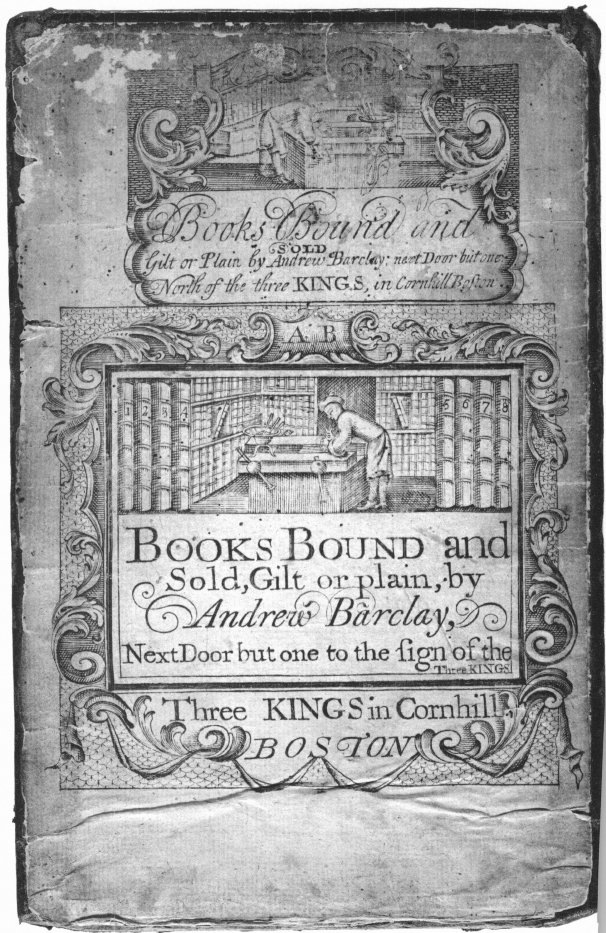 Books Bound and
SOLD
Gilt or Plain by Andrew Barclay: next Door but one
North of the three KINGS, in Cornhill Boston
A. B
1 2 3 4
5 6 7 8
BOOKS BOUND and
Sold, Gilt or plain, by
Andrew Barclay,
Next Door but one to the ſign of the
Three KINGS.
Three KINGS in Cornhill
BOSTON